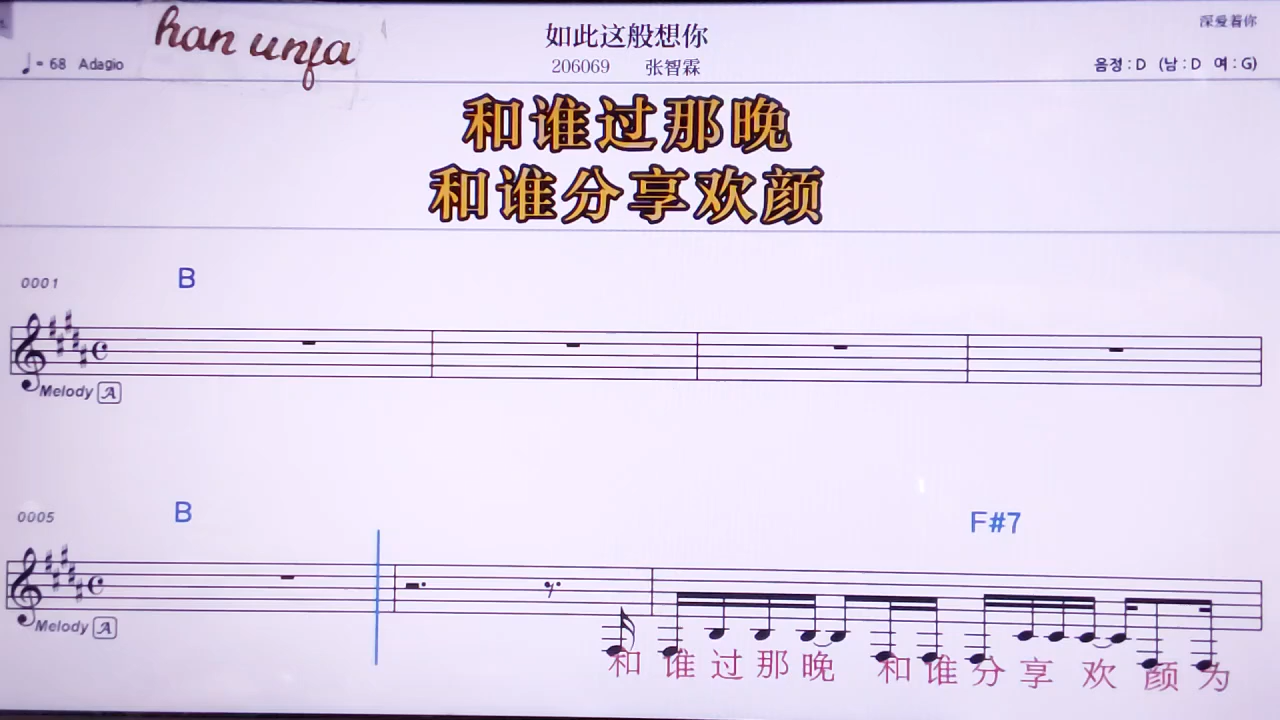 han unfa
如此这般想你
深爱着你
♩= 68 Adagio
206069 张智霖
음정 : D (남 : D 여 : G)
和谁过那晚
和谁分享欢颜
0001
B
Melody A
0005
B
F#7
Melody A
和 谁 过 那 晚 和 谁 分 享 欢 颜 为